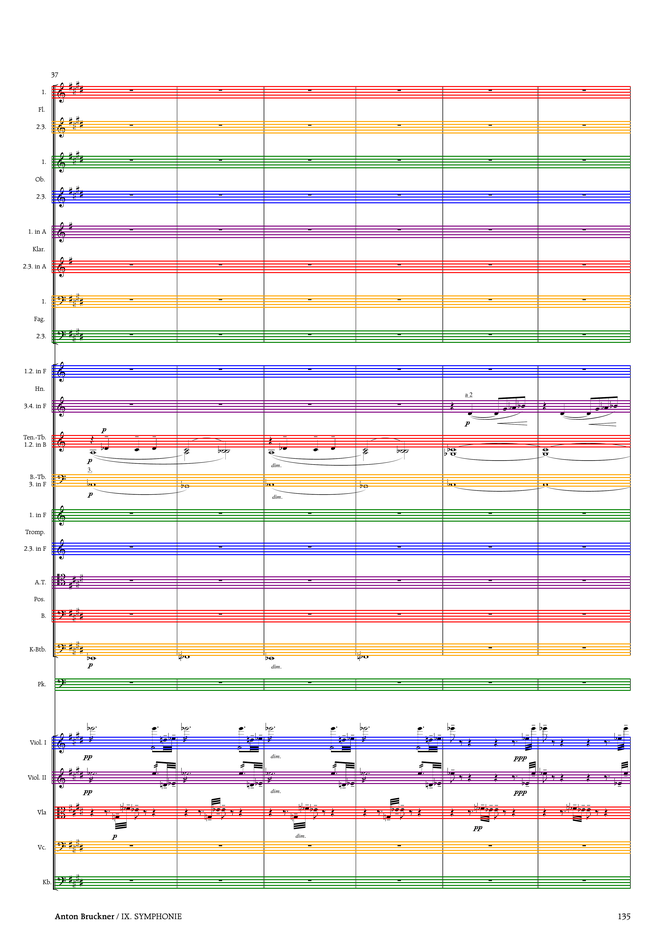 37
1.
Fl.
2.3.
1.
Ob.
2.3.
1. in A
Klar.
2.3. in A
1.
Fag.
2.3.
1.2. in F
Hn.
a 2
3.4. in F
p
p
Ten.-Tb.
1.2. in B
p
dim.
3.
B.-Tb.
3. in F
p
dim.
1. in F
Tromp.
2.3. in F
A.T.
Pos.
B.
K-Btb.
p
dim.
Pk.
Viol. I
pp
dim.
ppp
Viol. II
pp
dim.
ppp
Vla
p
dim.
pp
Vc.
Kb.
Anton Bruckner / IX. SYMPHONIE
135